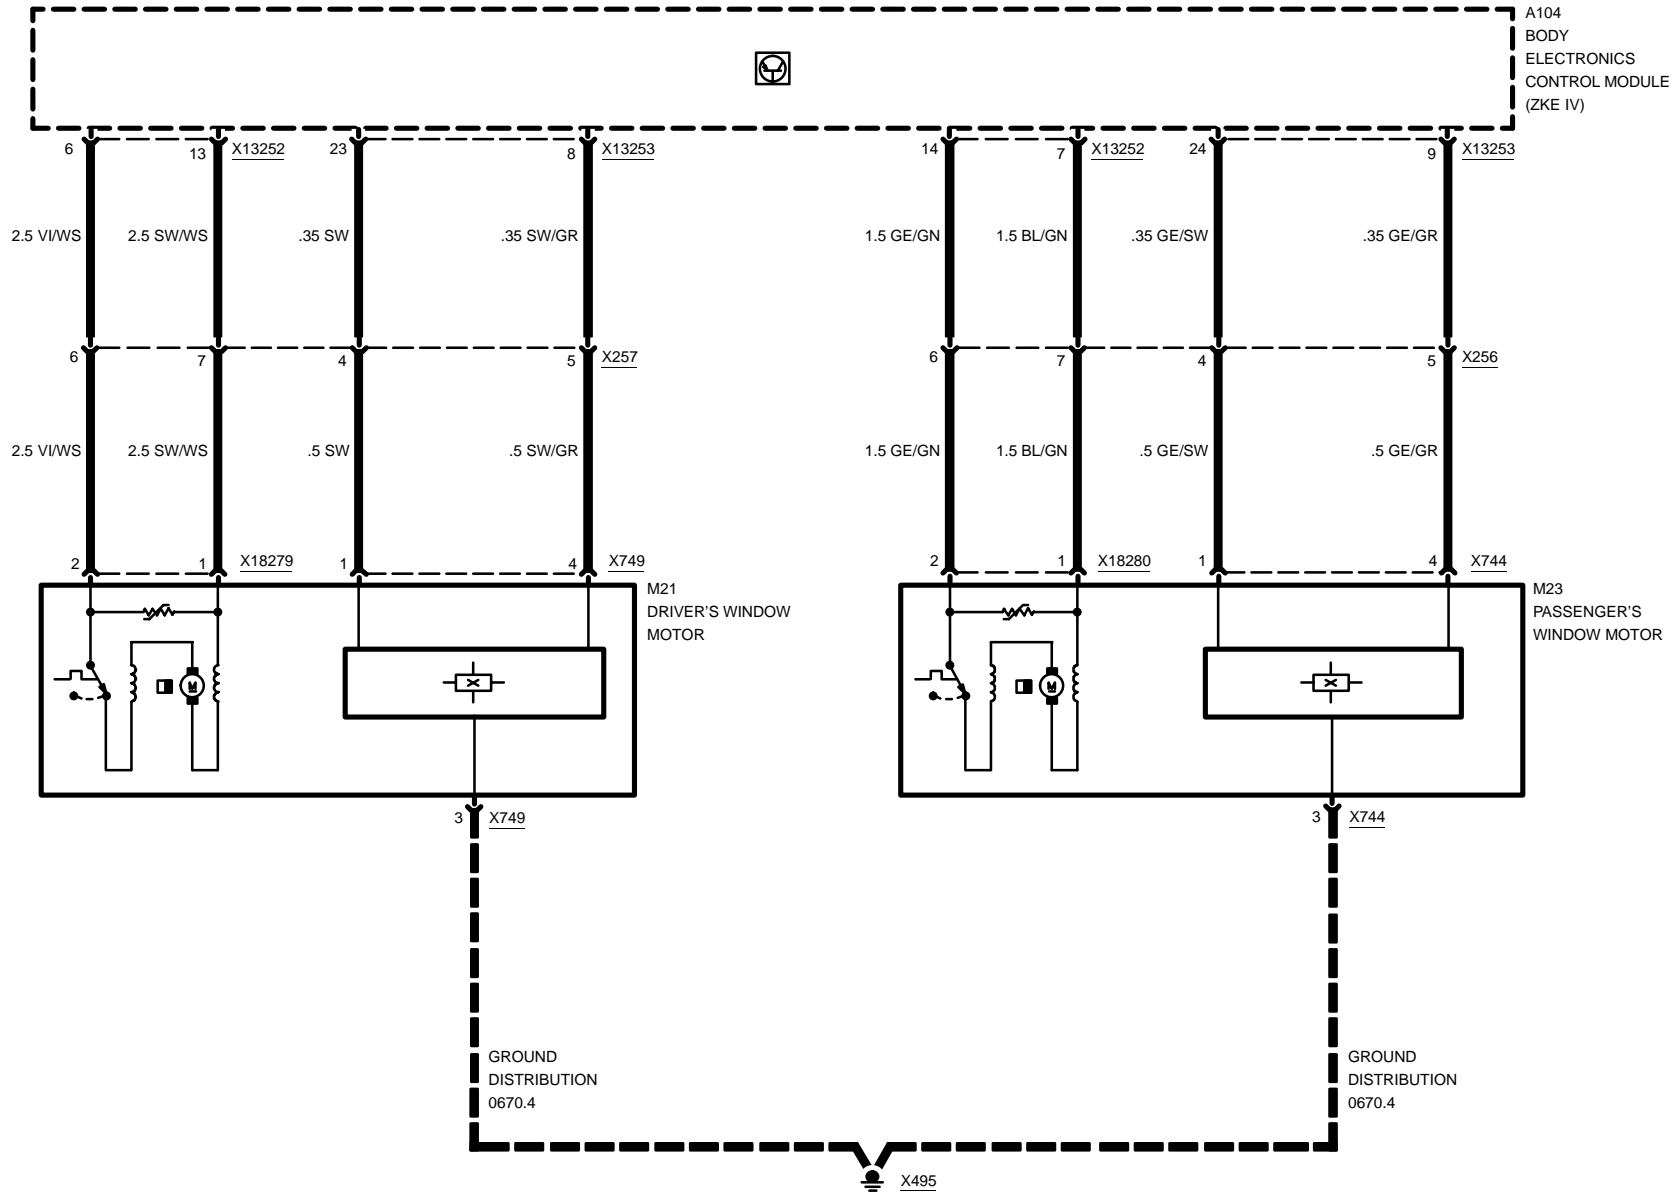 A104
BODY
ELECTRONICS
CONTROL MODULE
(ZKE IV)
6 13 X13252 23 8 X13253 14 7 X13252 24 9 X13253
2.5 VI/WS 2.5 SW/WS .35 SW .35 SW/GR 1.5 GE/GN 1.5 BL/GN .35 GE/SW .35 GE/GR
6 7 4 5 X257 6 7 4 5 X256
2.5 VI/WS 2.5 SW/WS .5 SW .5 SW/GR 1.5 GE/GN 1.5 BL/GN .5 GE/SW .5 GE/GR
2 1 X18279 1 4 X749 2 1 X18280 1 4 X744
M21
DRIVER'S WINDOW
MOTOR
M23
PASSENGER'S
WINDOW MOTOR
M M
3 X749 3 X744
GROUND
DISTRIBUTION
0670.4
GROUND
DISTRIBUTION
0670.4
X495